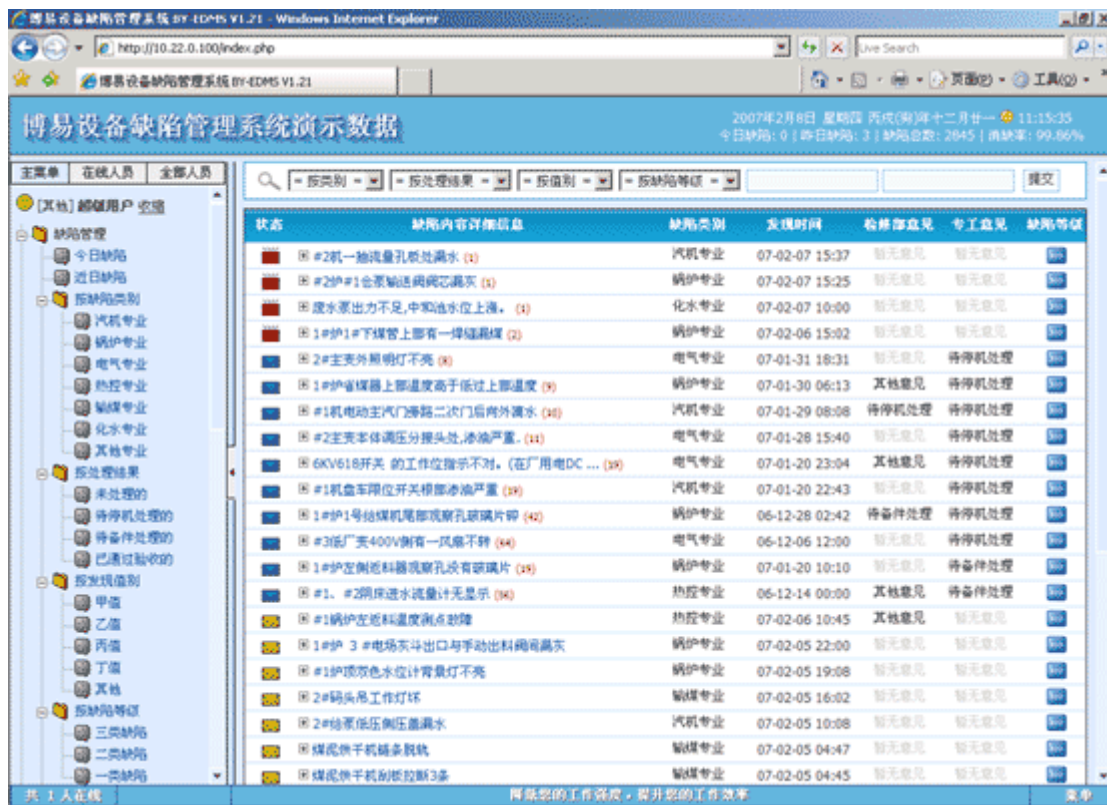 博易设备缺陷管理系统 BY-EDMS V1.21 - Windows Internet Explorer
http://10.22.0.100/index.php
Live Search
博易设备缺陷管理系统 BY-EDMS V1.21
页面(P) 工具(O)
博易设备缺陷管理系统演示数据
2007年2月8日 星期四 丙戌(狗)年十二月廿一 11:15:35
今日缺陷: 0 | 昨日缺陷: 3 | 缺陷总数: 2845 | 消缺率: 99.86%
主菜单 在线人员 全部人员
= 按类别 = = 按处理结果 = = 按值别 = = 按缺陷等级 = 提交
[其他] 超级用户 收缩
缺陷管理
今日缺陷
近日缺陷
按缺陷类别
汽机专业
锅炉专业
电气专业
热控专业
输煤专业
化水专业
其他专业
按处理结果
未处理的
待停机处理的
待备件处理的
已通过验收的
按发现值别
甲值
乙值
丙值
丁值
其他
按缺陷等级
三类缺陷
二类缺陷
一类缺陷
状态 缺陷内容详细信息 缺陷类别 发现时间 检修部意见 专工意见 缺陷等级
#2机一抽流量孔板处漏水 (1) 汽机专业 07-02-07 15:37 暂无意见 暂无意见
#2炉#1仓泵输送阀阀芯漏灰 (1) 锅炉专业 07-02-07 15:25 暂无意见 暂无意见
废水泵出力不足,中和池水位上涨。 (1) 化水专业 07-02-07 10:00 暂无意见 暂无意见
1#炉1#下煤管上部有一焊缝漏煤 (2) 锅炉专业 07-02-06 15:02 暂无意见 暂无意见
2#主变外照明灯不亮 (8) 电气专业 07-01-31 18:31 暂无意见 待停机处理
1#炉省煤器上部温度高于低过上部温度 (9) 锅炉专业 07-01-30 06:13 其他意见 待停机处理
#1机电动主汽门旁路二次门后向外漏水 (10) 汽机专业 07-01-29 08:08 待停机处理 待停机处理
#2主变本体调压分接头处,渗油严重. (11) 电气专业 07-01-28 15:40 暂无意见 待停机处理
6KV618开关 的工作位指示不对。(在厂用电DC ... (19) 电气专业 07-01-20 23:04 其他意见 待停机处理
#1机盘车限位开关根部渗油严重 (19) 汽机专业 07-01-20 22:43 暂无意见 待停机处理
1#炉1号给煤机尾部观察孔玻璃片碎 (42) 锅炉专业 06-12-28 02:42 待备件处理 待停机处理
#3低厂变400V侧有一风扇不转 (64) 电气专业 06-12-06 12:00 暂无意见 待停机处理
1#炉左侧返料器观察孔没有玻璃片 (19) 锅炉专业 07-01-20 10:10 暂无意见 待备件处理
#1、#2阴床进水流量计无显示 (56) 热控专业 06-12-14 00:00 其他意见 待备件处理
#1锅炉左返料温度测点故障 热控专业 07-02-06 10:45 其他意见 暂无意见
1#炉 3 #电场灰斗出口与手动出料阀间漏灰 锅炉专业 07-02-05 22:00 暂无意见 暂无意见
#1炉顶双色水位计背景灯不亮 锅炉专业 07-02-05 19:08 暂无意见 暂无意见
2#码头吊工作灯坏 输煤专业 07-02-05 16:02 暂无意见 暂无意见
2#给泵低压侧压盖漏水 汽机专业 07-02-05 10:08 暂无意见 暂无意见
煤泥烘干机链条脱轨 输煤专业 07-02-05 04:47 暂无意见 暂无意见
煤泥烘干机刮板拉断3条 输煤专业 07-02-05 04:45 暂无意见 暂无意见
共 1 人在线 降低您的工作强度,提升您的工作效率 菜单